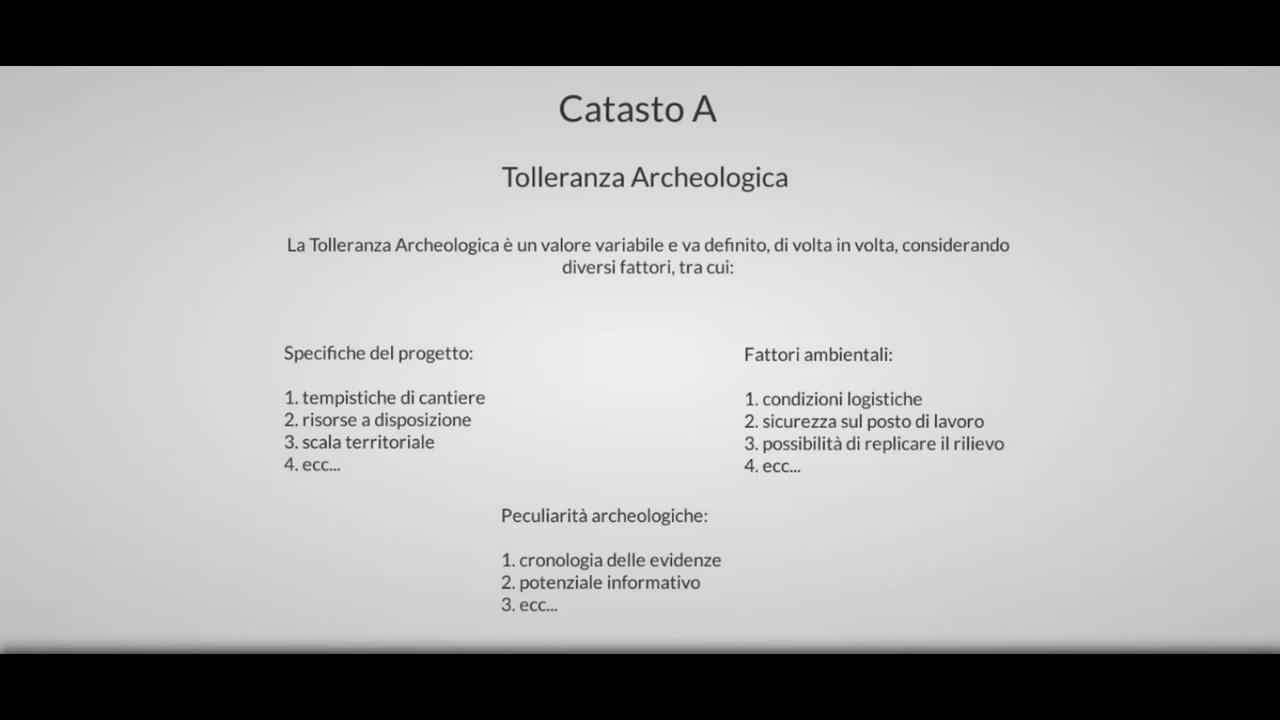 Catasto A
Tolleranza Archeologica
La Tolleranza Archeologica è un valore variabile e va definito, di volta in volta, considerando
diversi fattori, tra cui:
Specifiche del progetto:
1. tempistiche di cantiere
2. risorse a disposizione
3. scala territoriale
4. ecc...
Fattori ambientali:
1. condizioni logistiche
2. sicurezza sul posto di lavoro
3. possibilità di replicare il rilievo
4. ecc...
Peculiarità archeologiche:
1. cronologia delle evidenze
2. potenziale informativo
3. ecc...